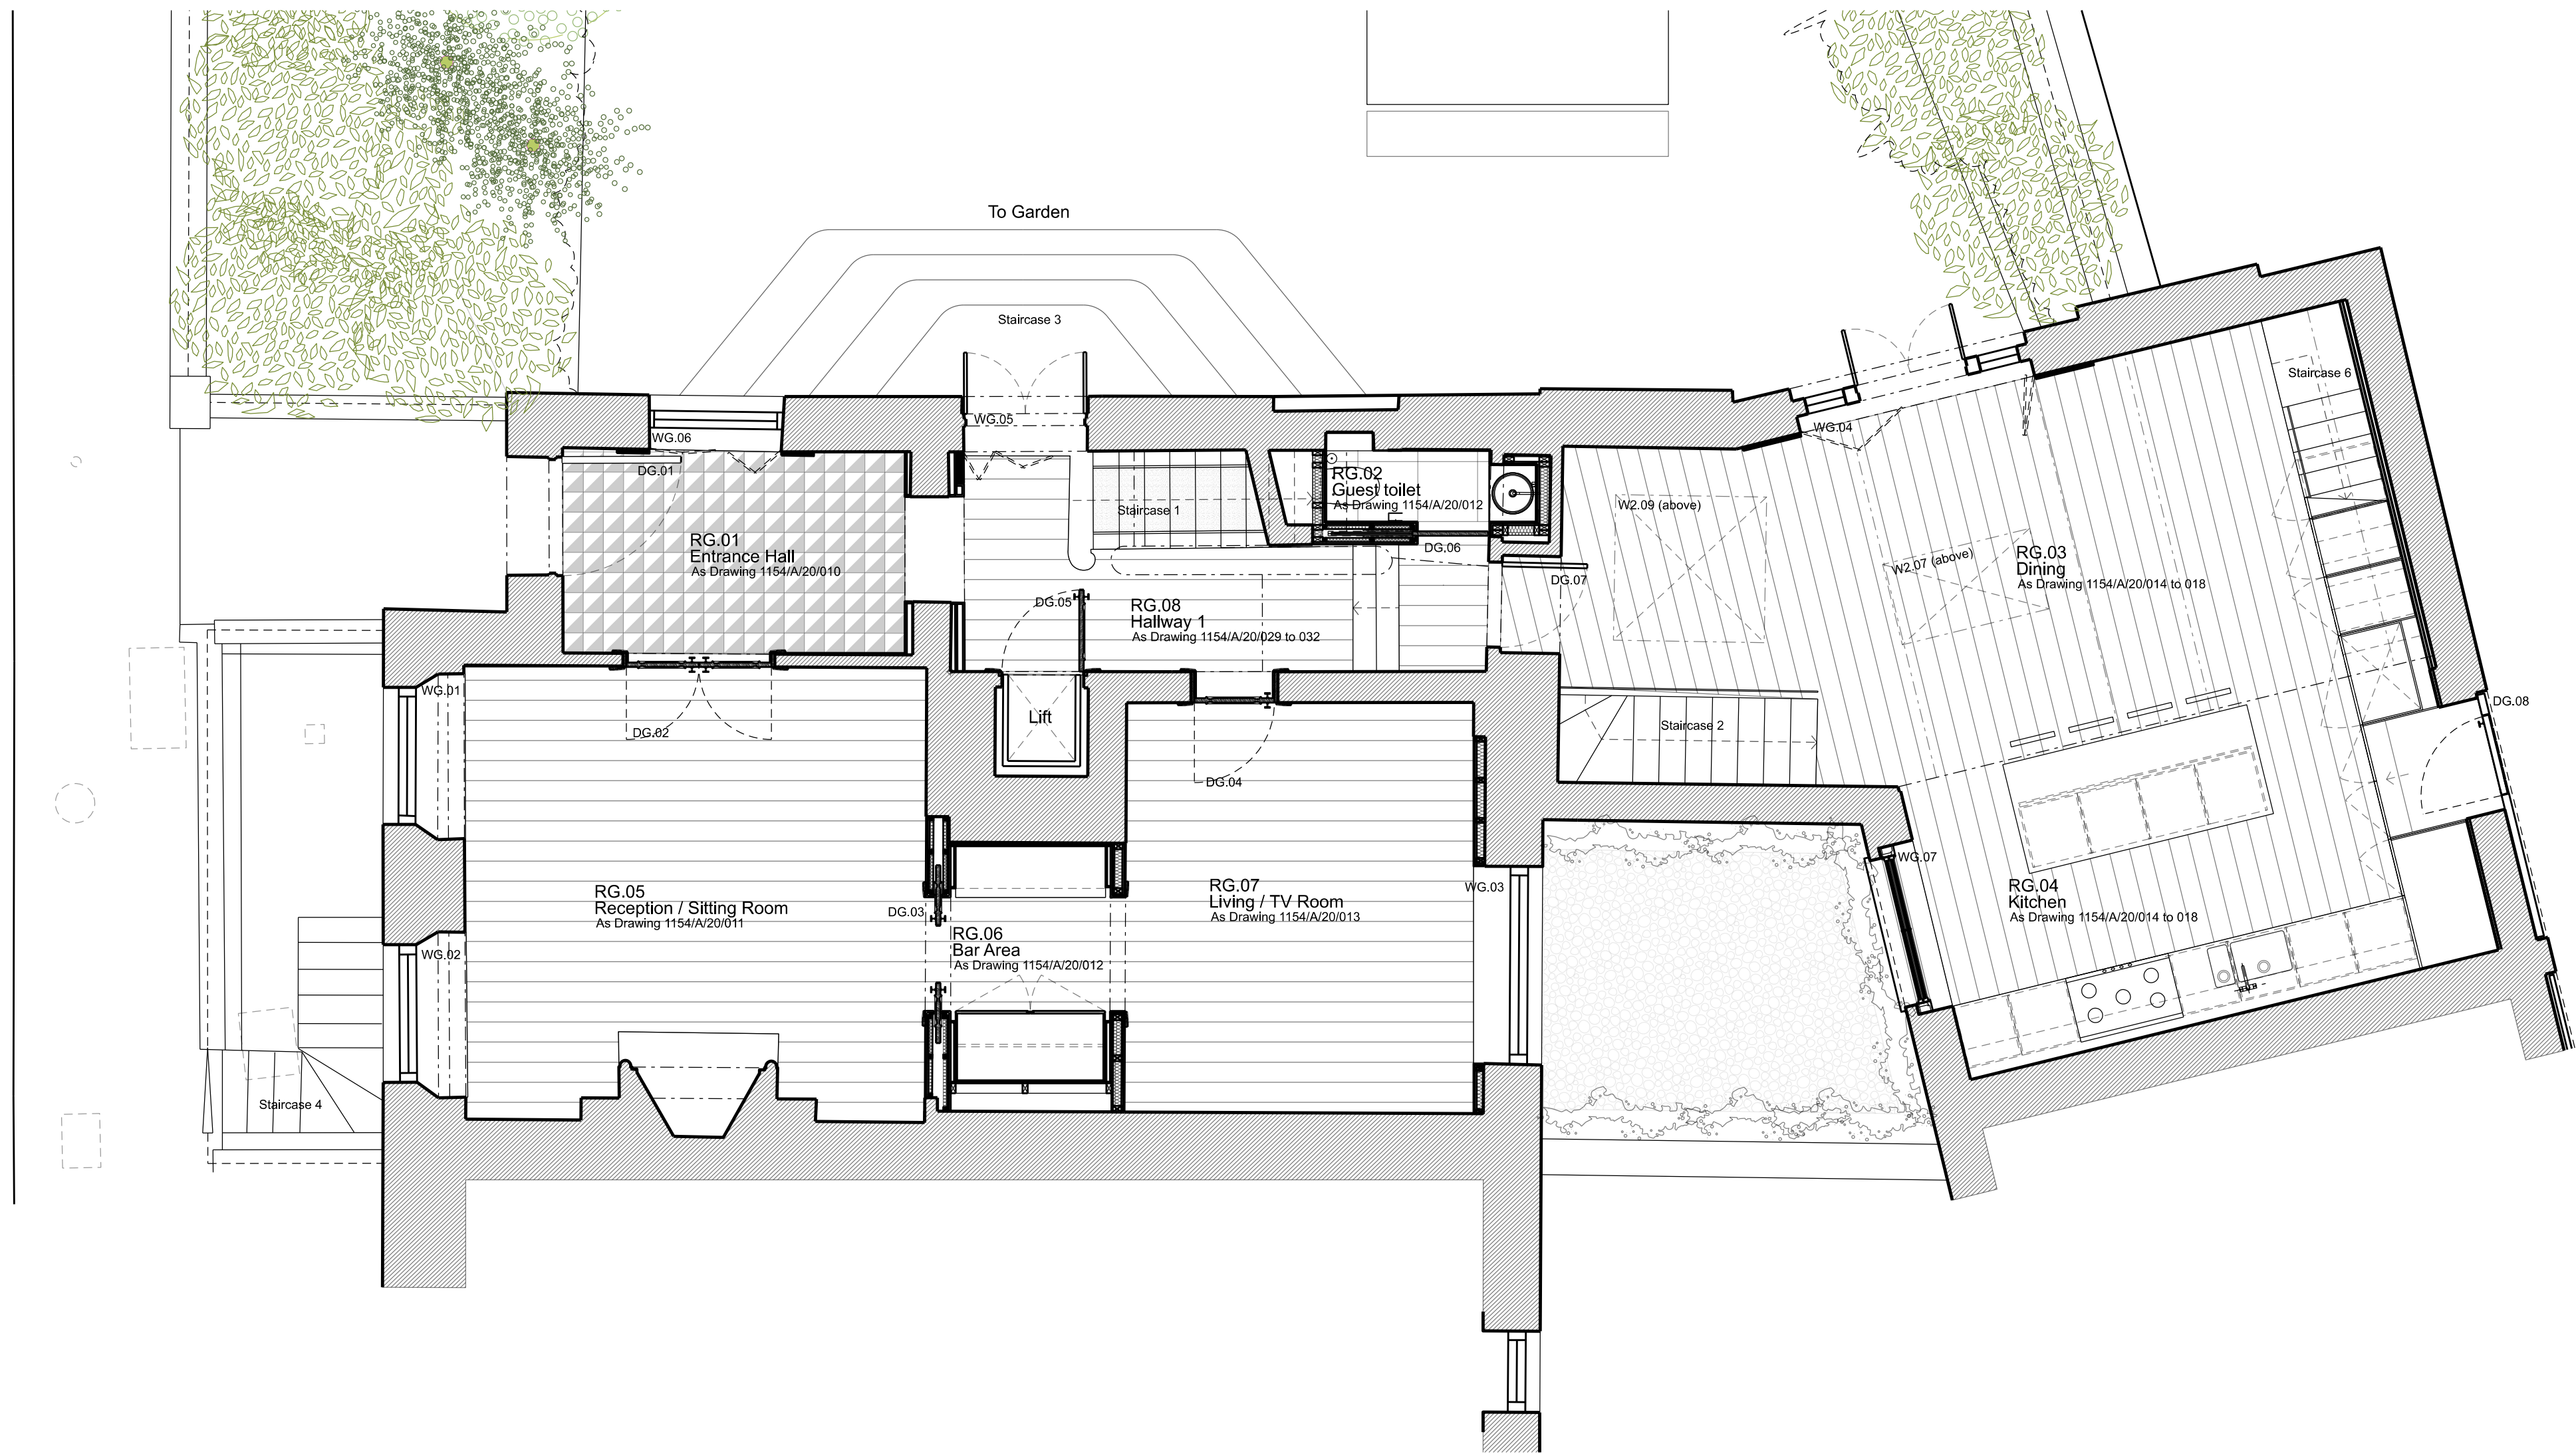 To Garden
Staircase 3
Staircase 6
WG.05
WG.04
WG.06
DG.01
RG.02
Guest toilet
As Drawing 1154/A/20/012
Staircase 1
W2.09 (above)
RG.01
Entrance Hall
As Drawing 1154/A/20/010
DG.06
RG.03
Dining
As Drawing 1154/A/20/014 to 018
W2.07 (above)
DG.07
DG.05
RG.08
Hallway 1
As Drawing 1154/A/20/029 to 032
WG.01
DG.08
Lift
Staircase 2
DG.02
DG.04
WG.07
RG.05
Reception / Sitting Room
As Drawing 1154/A/20/011
DG.03
RG.07
Living / TV Room
As Drawing 1154/A/20/013
WG.03
RG.04
Kitchen
As Drawing 1154/A/20/014 to 018
RG.06
Bar Area
As Drawing 1154/A/20/012
WG.02
Staircase 4